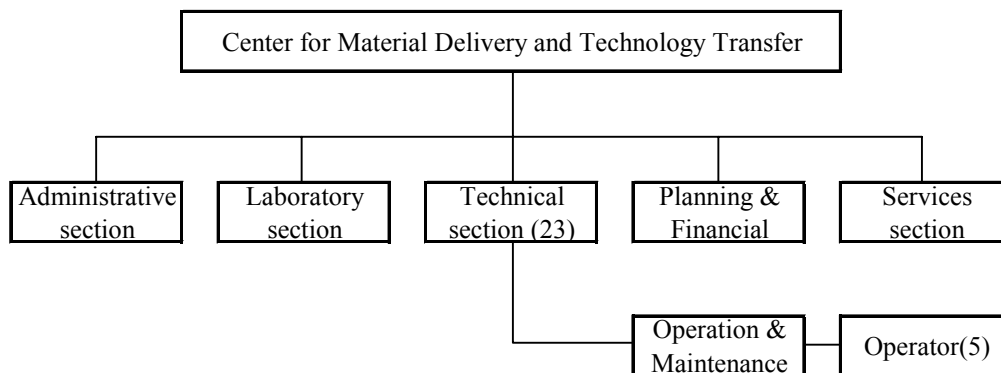 Center for Material Delivery and Technology Transfer
Administrative
section
Laboratory
section
Technical
section (23)
Planning &
Financial
Services
section
Operation &
Maintenance
Operator(5)